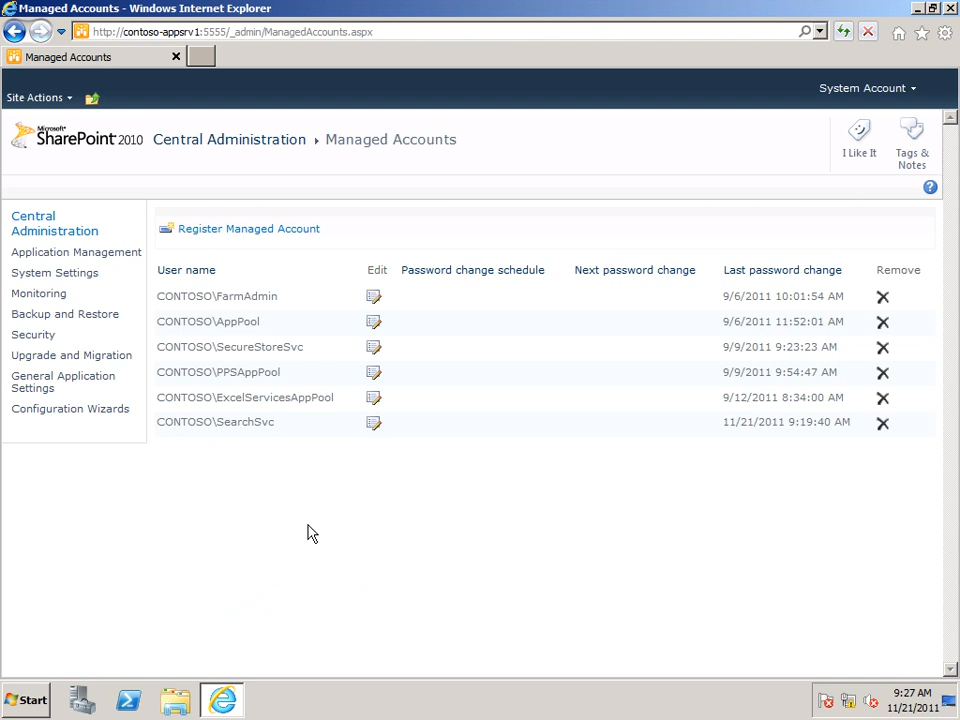 Managed Accounts - Windows Internet Explorer
http://contoso-appsrv1:5555/_admin/ManagedAccounts.aspx
Managed Accounts
System Account
Site Actions
Microsoft
SharePoint 2010
Central Administration
Managed Accounts
I Like It
Tags &
Notes
Central
Administration
Application Management
System Settings
Monitoring
Backup and Restore
Security
Upgrade and Migration
General Application
Settings
Configuration Wizards
Register Managed Account
User name Edit Password change schedule Next password change Last password change Remove
CONTOSO\FarmAdmin 9/6/2011 10:01:54 AM
CONTOSO\AppPool 9/6/2011 11:52:01 AM
CONTOSO\SecureStoreSvc 9/9/2011 9:23:23 AM
CONTOSO\PPSAppPool 9/9/2011 9:54:47 AM
CONTOSO\ExcelServicesAppPool 9/12/2011 8:34:00 AM
CONTOSO\SearchSvc 11/21/2011 9:19:40 AM
Start
9:27 AM
11/21/2011